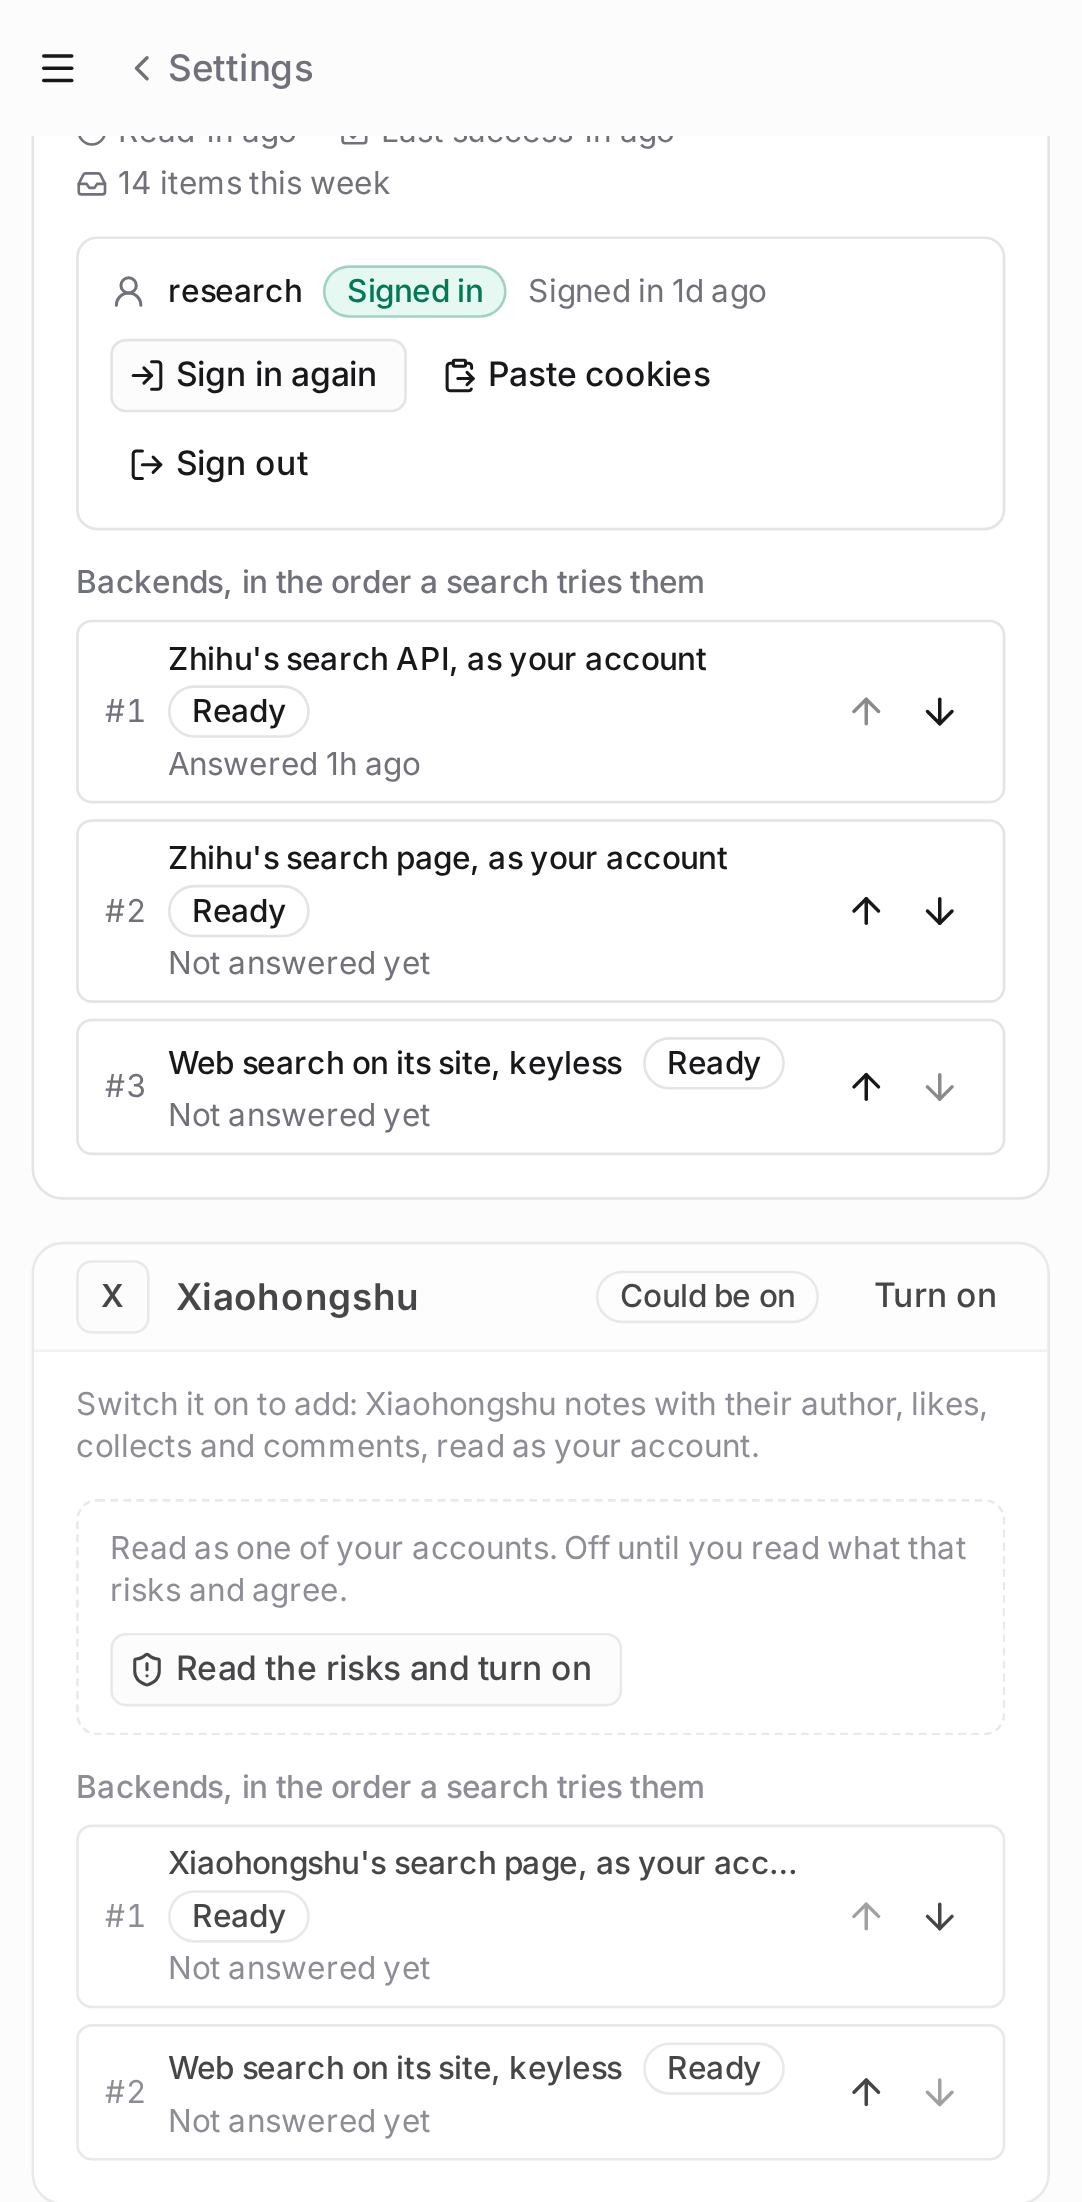 Settings
Read 1h ago Last success 1h ago
14 items this week
research Signed in Signed in 1d ago
Sign in again Paste cookies
Sign out
Backends, in the order a search tries them
Zhihu's search API, as your account
#1 Ready
Answered 1h ago
Zhihu's search page, as your account
#2 Ready
Not answered yet
#3 Web search on its site, keyless Ready
Not answered yet
X Xiaohongshu Could be on Turn on
Switch it on to add: Xiaohongshu notes with their author, likes,
collects and comments, read as your account.
Read as one of your accounts. Off until you read what that
risks and agree.
Read the risks and turn on
Backends, in the order a search tries them
Xiaohongshu's search page, as your acc...
#1 Ready
Not answered yet
#2 Web search on its site, keyless Ready
Not answered yet